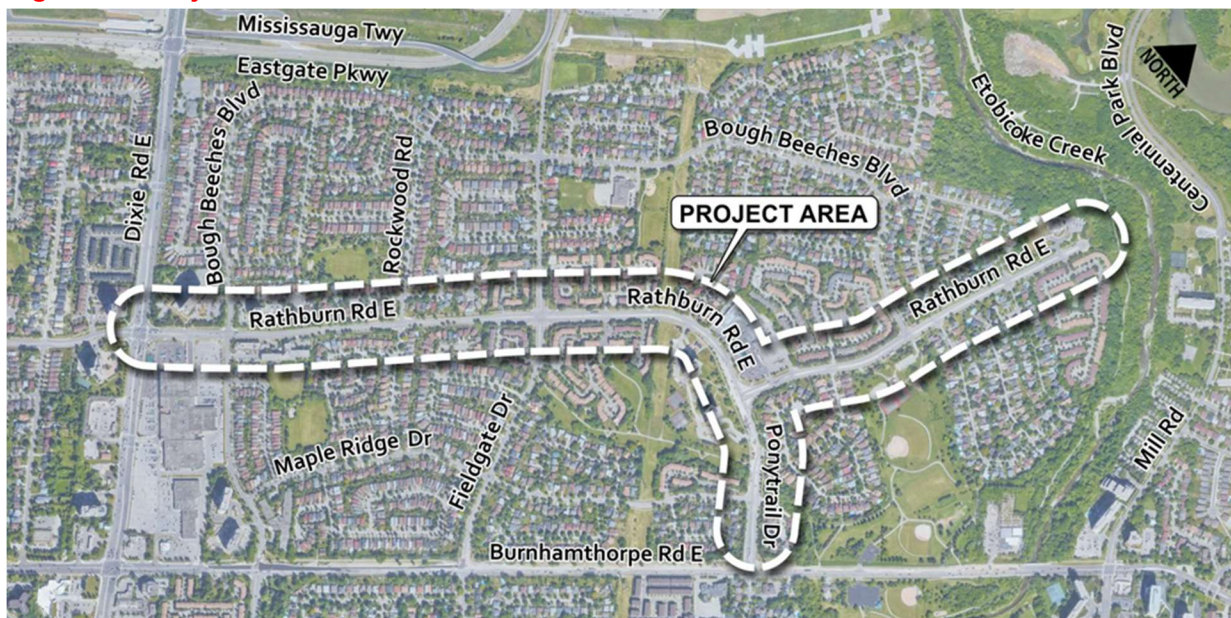 Mississauga Twy
Eastgate Pkwy
Dixie Rd E
Bough Beeches Blvd
Rockwood Rd
Bough Beeches Blvd
Etobicoke Creek
Centennial Park Blvd
NORTH
PROJECT AREA
Rathburn Rd E
Rathburn Rd E
Rathburn Rd E
Maple Ridge Dr
Fieldgate Dr
Ponytrail Dr
Mill Rd
Burnhamthorpe Rd E